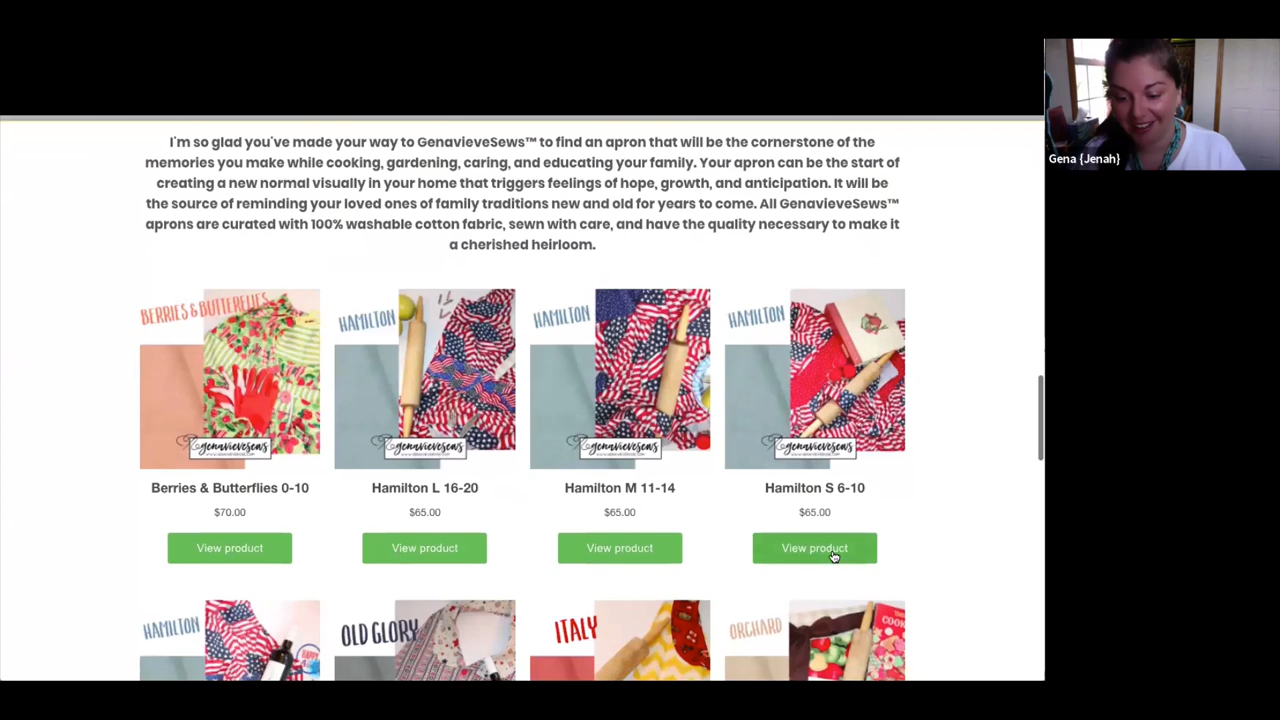 Gena {Jenah}
I'm so glad you've made your way to GenavieveSews™ to find an apron that will be the cornerstone of the
memories you make while cooking, gardening, caring, and educating your family. Your apron can be the start of
creating a new normal visually in your home that triggers feelings of hope, growth, and anticipation. It will be
the source of reminding your loved ones of family traditions new and old for years to come. All GenavieveSews™
aprons are curated with 100% washable cotton fabric, sewn with care, and have the quality necessary to make it
a cherished heirloom.
BERRIES & BUTTERFLIES
HAMILTON
HAMILTON
HAMILTON
genavievesews
genavievesews
genavievesews
genavievesews
Berries & Butterflies 0-10
Hamilton L 16-20
Hamilton M 11-14
Hamilton S 6-10
$70.00
$65.00
$65.00
$65.00
View product
View product
View product
View product
HAMILTON
OLD GLORY
ITALY
ORCHARD
COOK